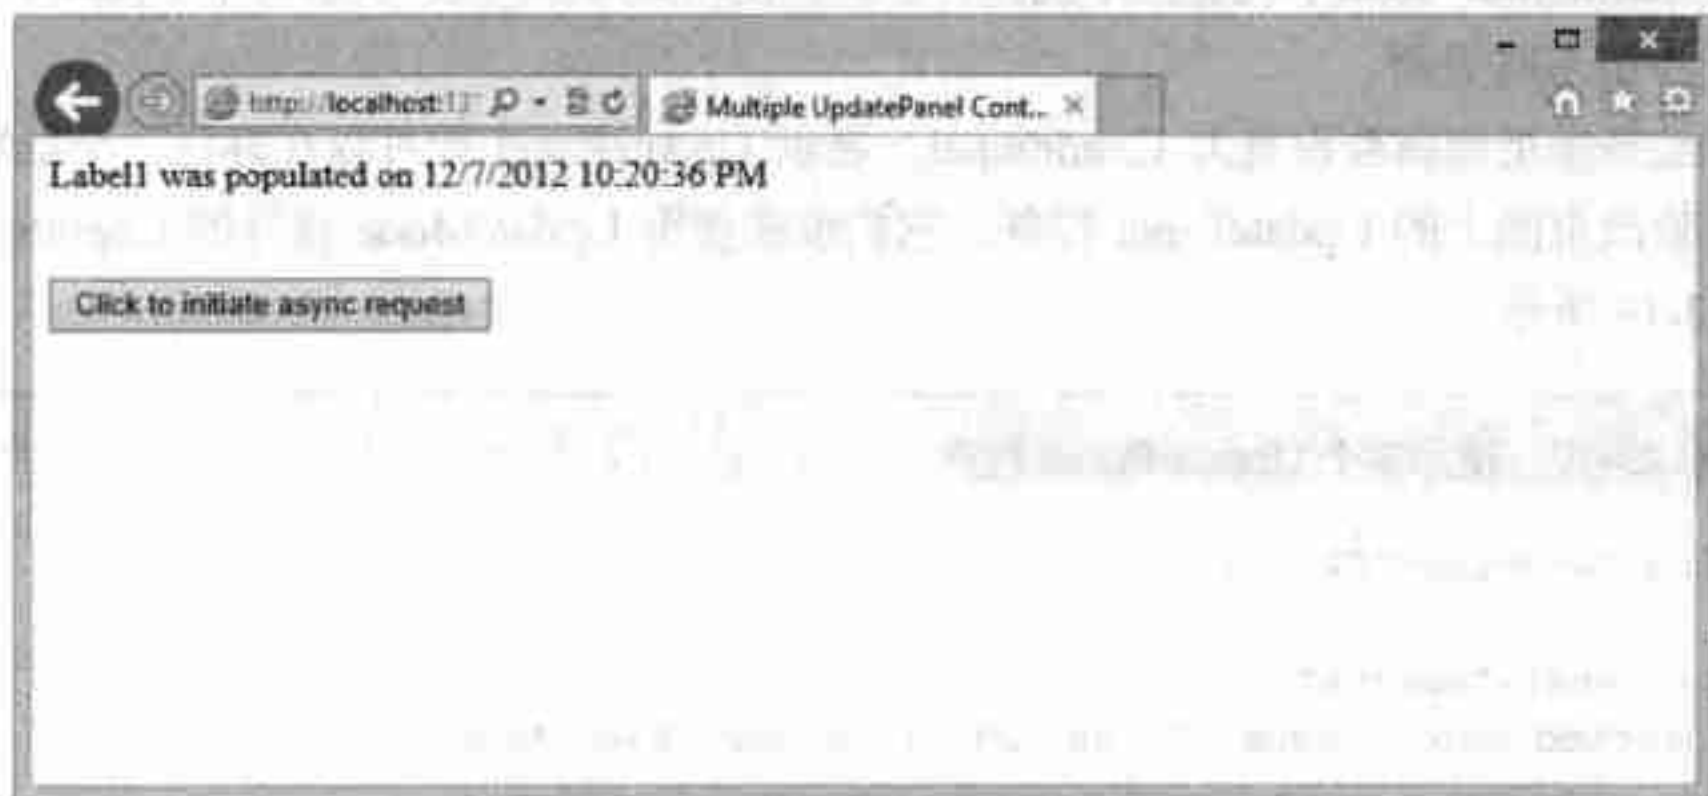 http://localhost:13
Multiple UpdatePanel Cont...
Label1 was populated on 12/7/2012 10:20:36 PM
Click to initiate async request